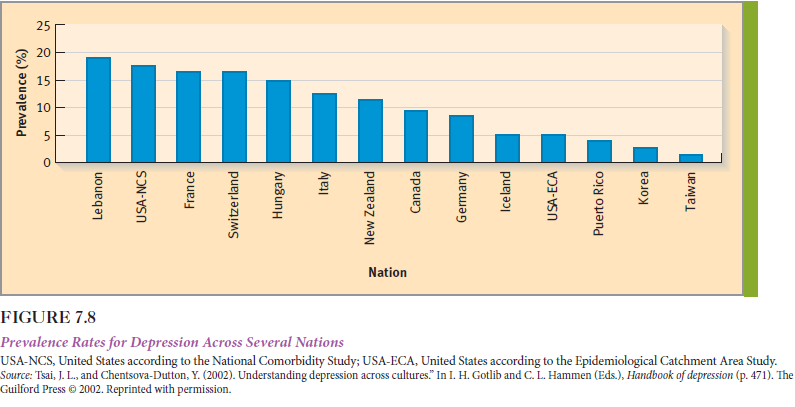 25
20
15
10
5
0
Prevalence (%)
Lebanon
USA-NCS
France
Switzerland
Hungary
Italy
New Zealand
Canada
Germany
Iceland
USA-ECA
Puerto Rico
Korea
Taiwan
Nation
FIGURE 7.8
Prevalence Rates for Depression Across Several Nations
USA-NCS, United States according to the National Comorbidity Study; USA-ECA, United States according to the Epidemiological Catchment Area Study.
Source: Tsai, J. L., and Chentsova-Dutton, Y. (2002). Understanding depression across cultures.” In I. H. Gotlib and C. L. Hammen (Eds.), Handbook of depression (p. 471). The
Guilford Press © 2002. Reprinted with permission.